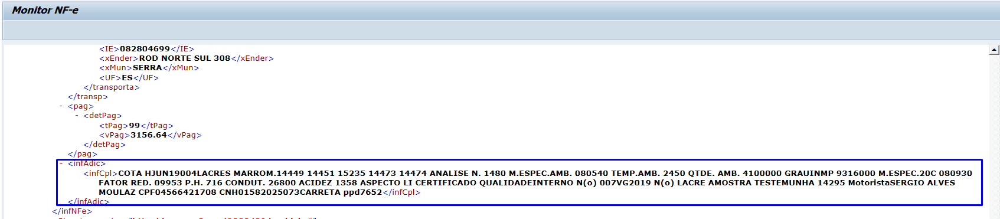 Monitor NF-e
<IE>082804699</IE>
<xEnder>ROD NORTE SUL 308</xEnder>
<xMun>SERRA</xMun>
<UF>ES</UF>
</transporta>
</transp>
- <pag>
- <detPag>
<tPag>99</tPag>
<vPag>3156.64</vPag>
</detPag>
</pag>
- <infAdic>
<infCpl>COTA HJUN19004LACRES MARROM.14449 14451 15235 14473 14474 ANALISE N. 1480 M.ESPEC.AMB. 080540 TEMP.AMB. 2450 QTDE. AMB. 4100000 GRAUINMP 9316000 M.ESPEC.20C 080930
FATOR RED. 09953 P.H. 716 CONDUT. 26800 ACIDEZ 1358 ASPECTO LI CERTIFICADO QUALIDADEINTERNO N(o) 007VG2019 N(o) LACRE AMOSTRA TESTEMUNHA 14295 MotoristaSERGIO ALVES
MOULAZ CPF04566421708 CNH01582025073CARRETA ppd7652</infCpl>
</infAdic>
</infNFe>